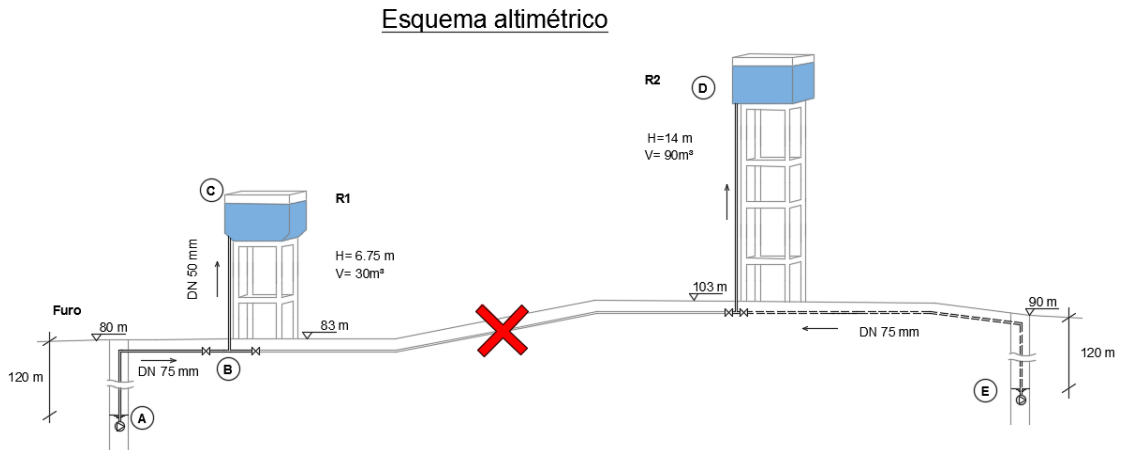 Esquema altimétrico
R2
D
H=14 m
V= 90m³
C
R1
DN 50 mm
H= 6.75 m
V= 30m³
Furo
80 m
83 m
103 m
90 m
120 m
DN 75 mm
B
DN 75 mm
120 m
A
E